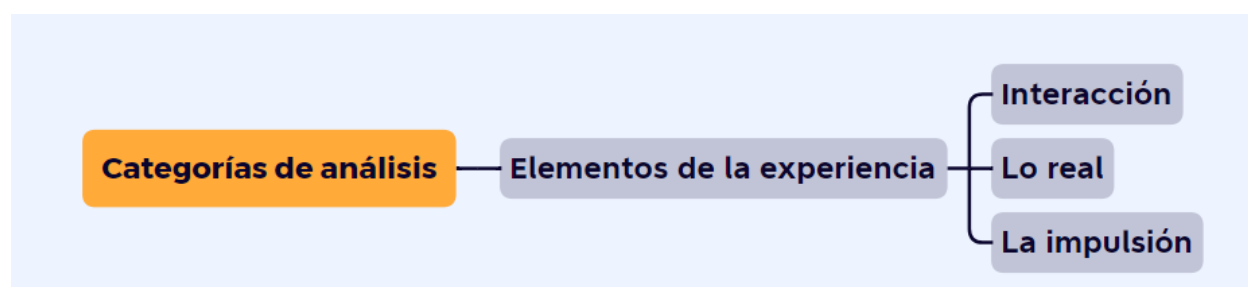 Categorías de análisis
Elementos de la experiencia
Interacción
Lo real
La impulsión